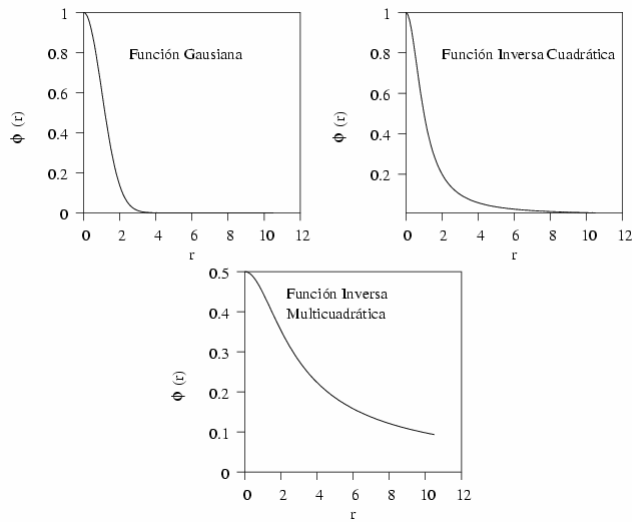 1
0.8
0.6
0.4
0.2
0
Función Gausiana
ϕ (r)
0 2 4 6 8 10 12
r
1
0.8
0.6
0.4
0.2
Función Inversa Cuadrática
ϕ (r)
0 2 4 6 8 10 12
r
0.5
0.4
0.3
0.2
0.1
0
Función Inversa
Multicuadrática
ϕ (r)
0 2 4 6 8 10 12
r